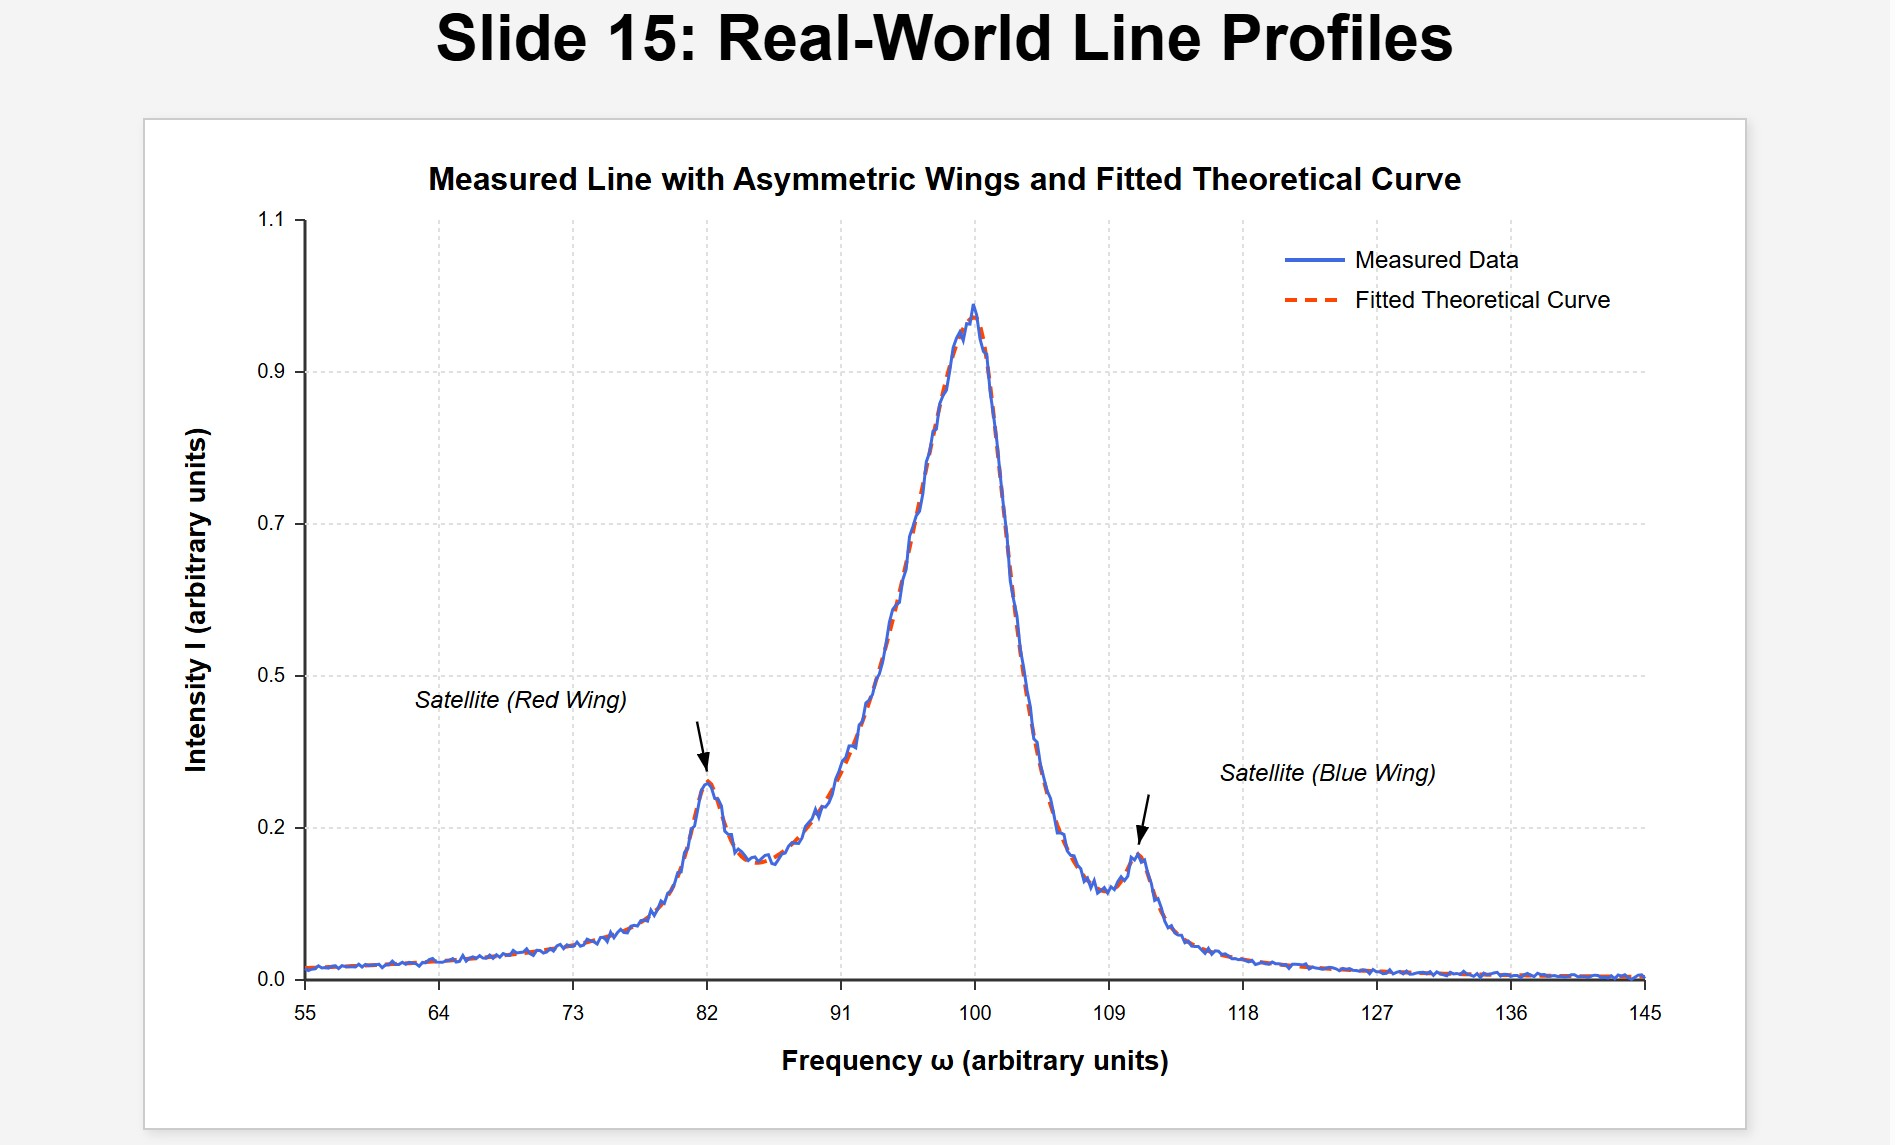 Slide 15: Real-World Line Profiles
Measured Line with Asymmetric Wings and Fitted Theoretical Curve
1.1
0.9
0.7
0.5
0.2
0.0
Intensity I (arbitrary units)
Measured Data
Fitted Theoretical Curve
Satellite (Red Wing)
Satellite (Blue Wing)
55 64 73 82 91 100 109 118 127 136 145
Frequency ω (arbitrary units)